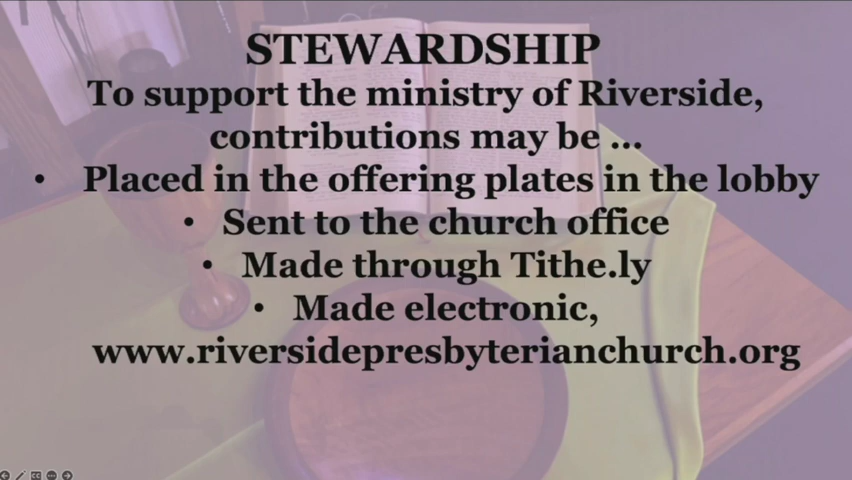 STEWARDSHIP
To support the ministry of Riverside,
contributions may be ...
• Placed in the offering plates in the lobby
• Sent to the church office
• Made through Tithe.ly
• Made electronic,
www.riversidepresbyterianchurch.org